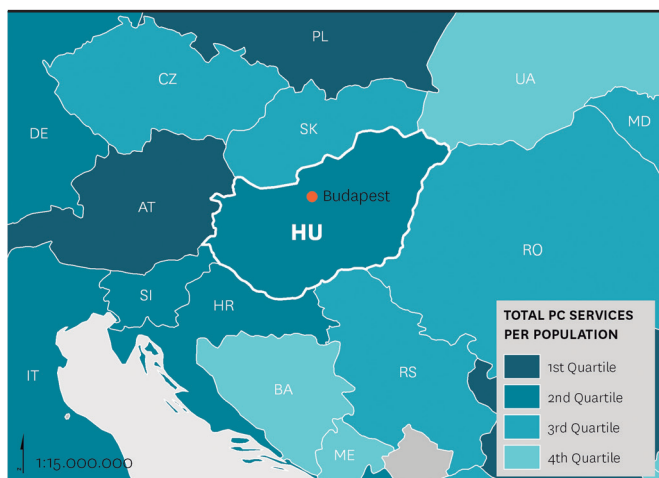 PL
CZ
UA
DE
SK
MD
AT
Budapest
HU
RO
SI
HR
IT
BA
RS
ME
TOTAL PC SERVICES
PER POPULATION
1st Quartile
2nd Quartile
3rd Quartile
4th Quartile
1:15.000.000